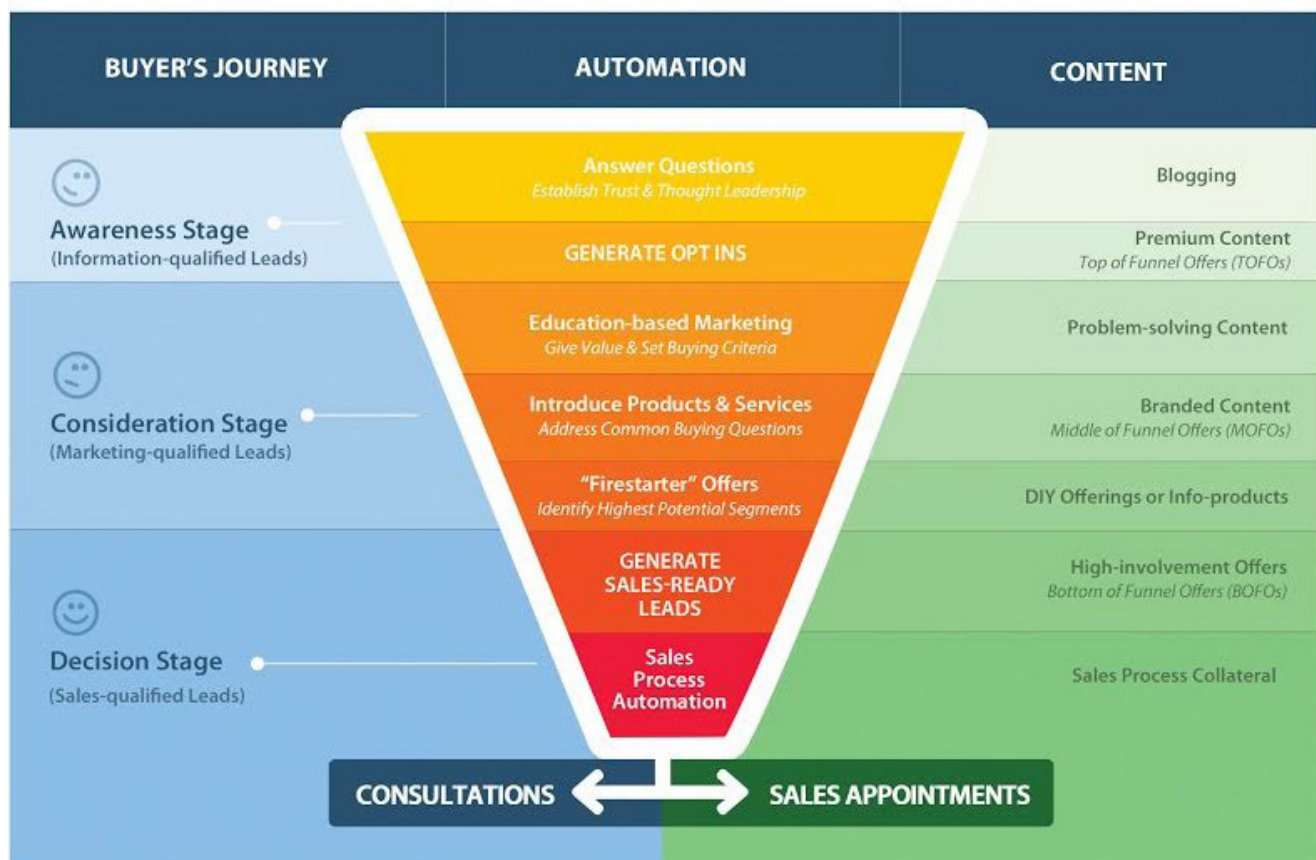 BUYER'S JOURNEY
AUTOMATION
CONTENT
Awareness Stage
(Information-qualified Leads)
Consideration Stage
(Marketing-qualified Leads)
Decision Stage
(Sales-qualified Leads)
Answer Questions
Establish Trust & Thought Leadership
GENERATE OPT INS
Education-based Marketing
Give Value & Set Buying Criteria
Introduce Products & Services
Address Common Buying Questions
“Firestarter” Offers
Identify Highest Potential Segments
GENERATE
SALES-READY
LEADS
Sales
Process
Automation
Blogging
Premium Content
Top of Funnel Offers (TOFOs)
Problem-solving Content
Branded Content
Middle of Funnel Offers (MOFOs)
DIY Offerings or Info-products
High-involvement Offers
Bottom of Funnel Offers (BOFOs)
Sales Process Collateral
CONSULTATIONS
SALES APPOINTMENTS